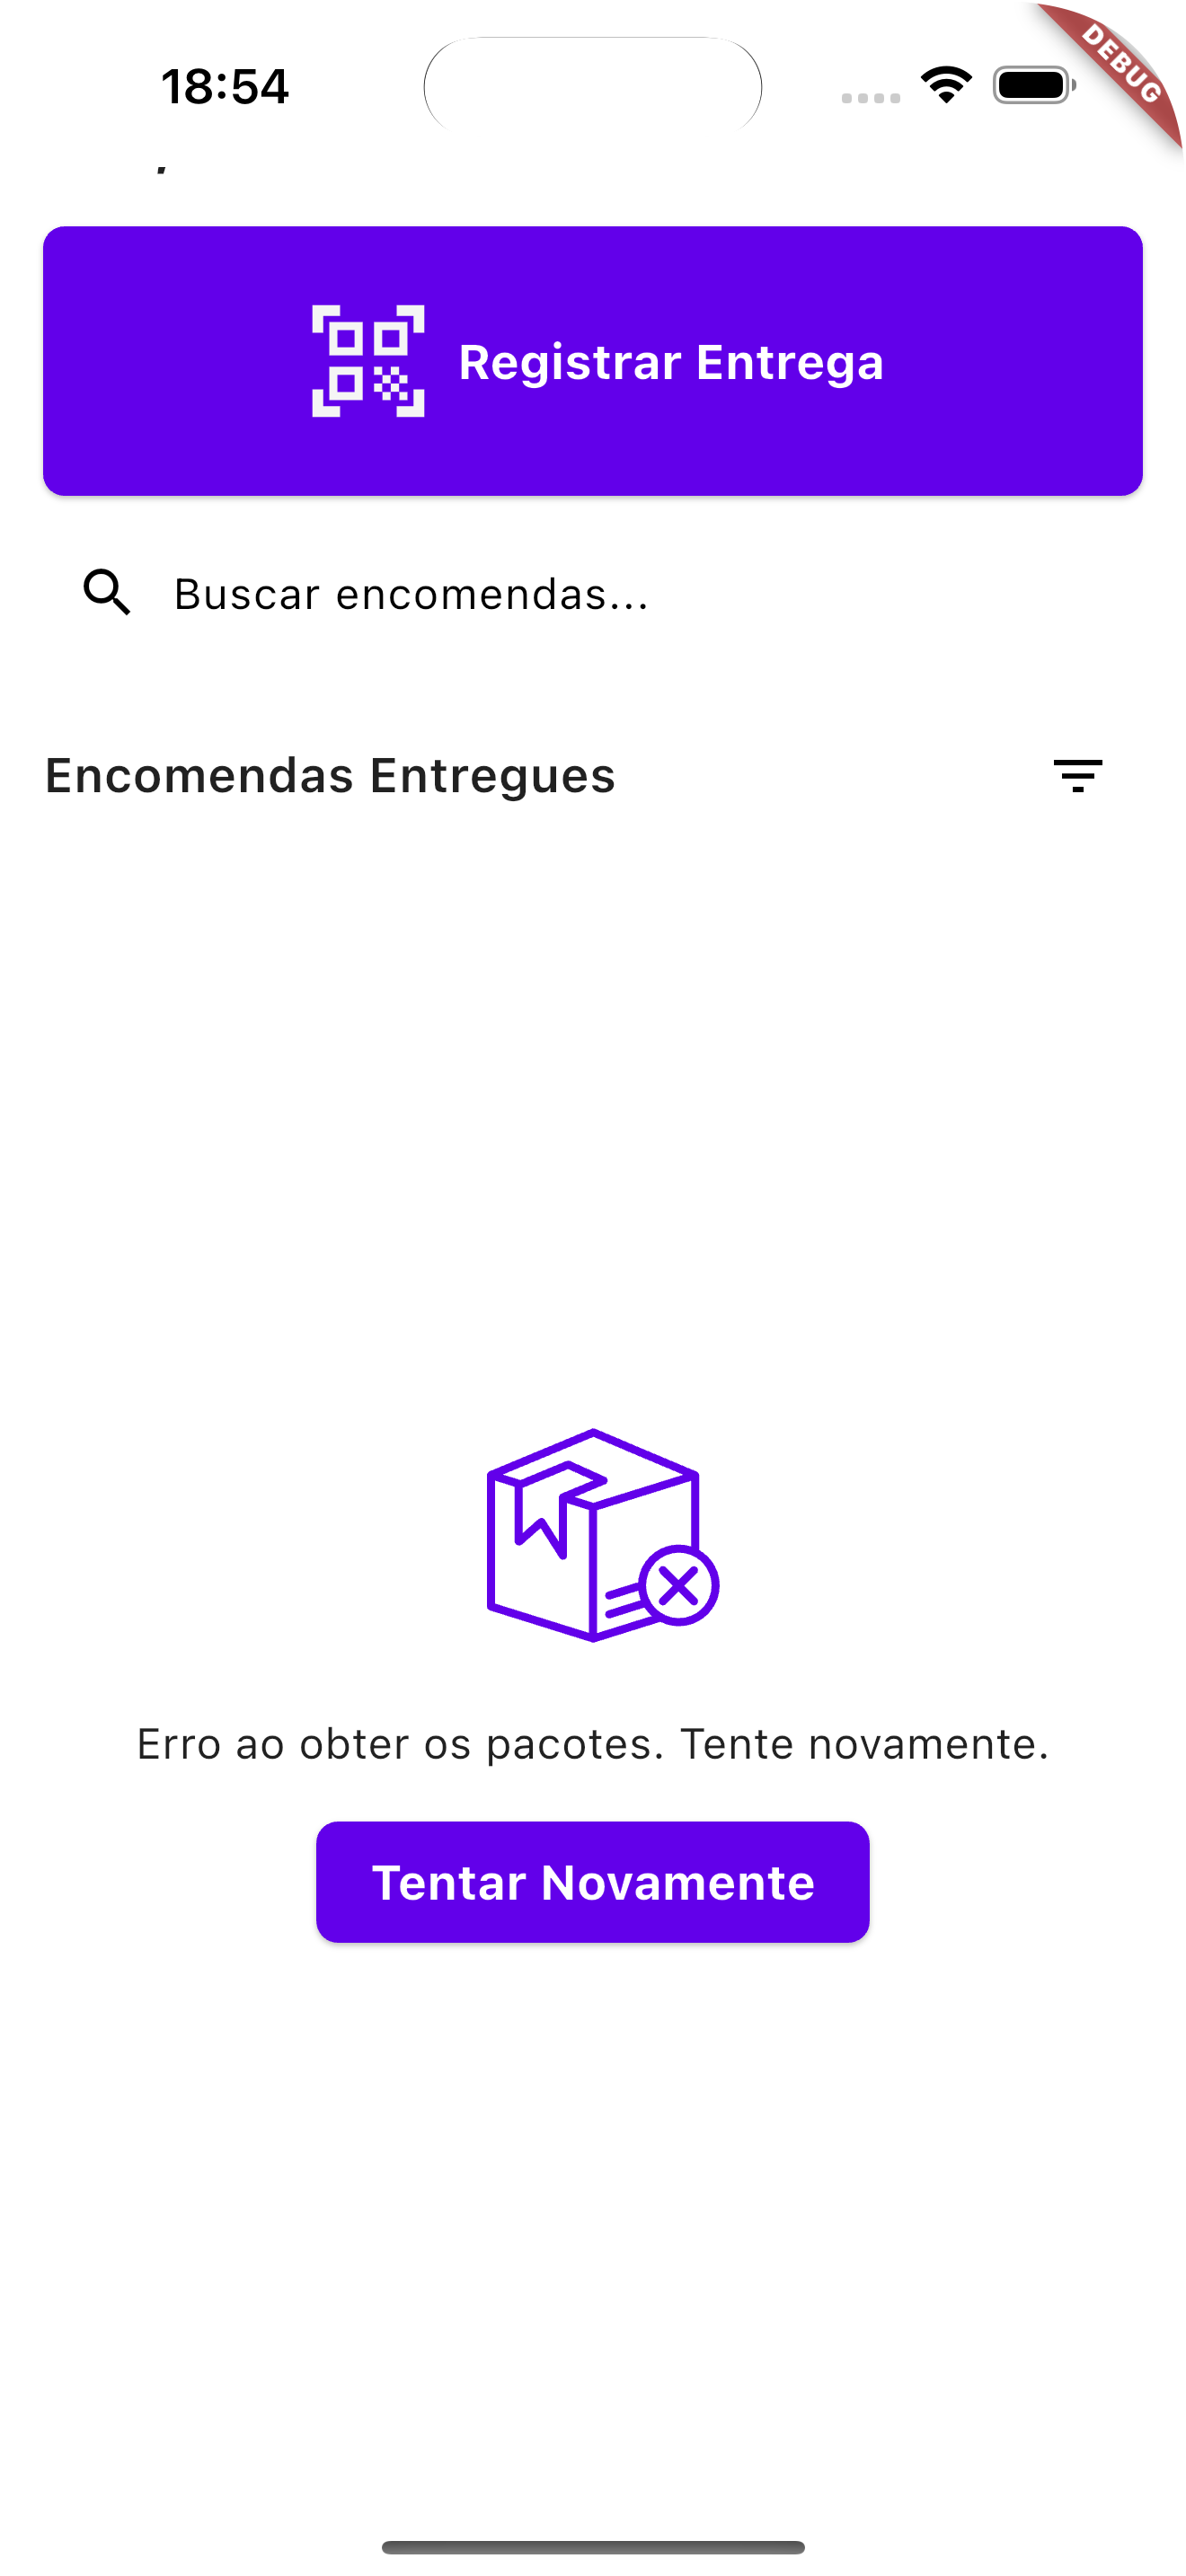 18:54
DEBUG
Registrar Entrega
Buscar encomendas...
Encomendas Entregues
Erro ao obter os pacotes. Tente novamente.
Tentar Novamente